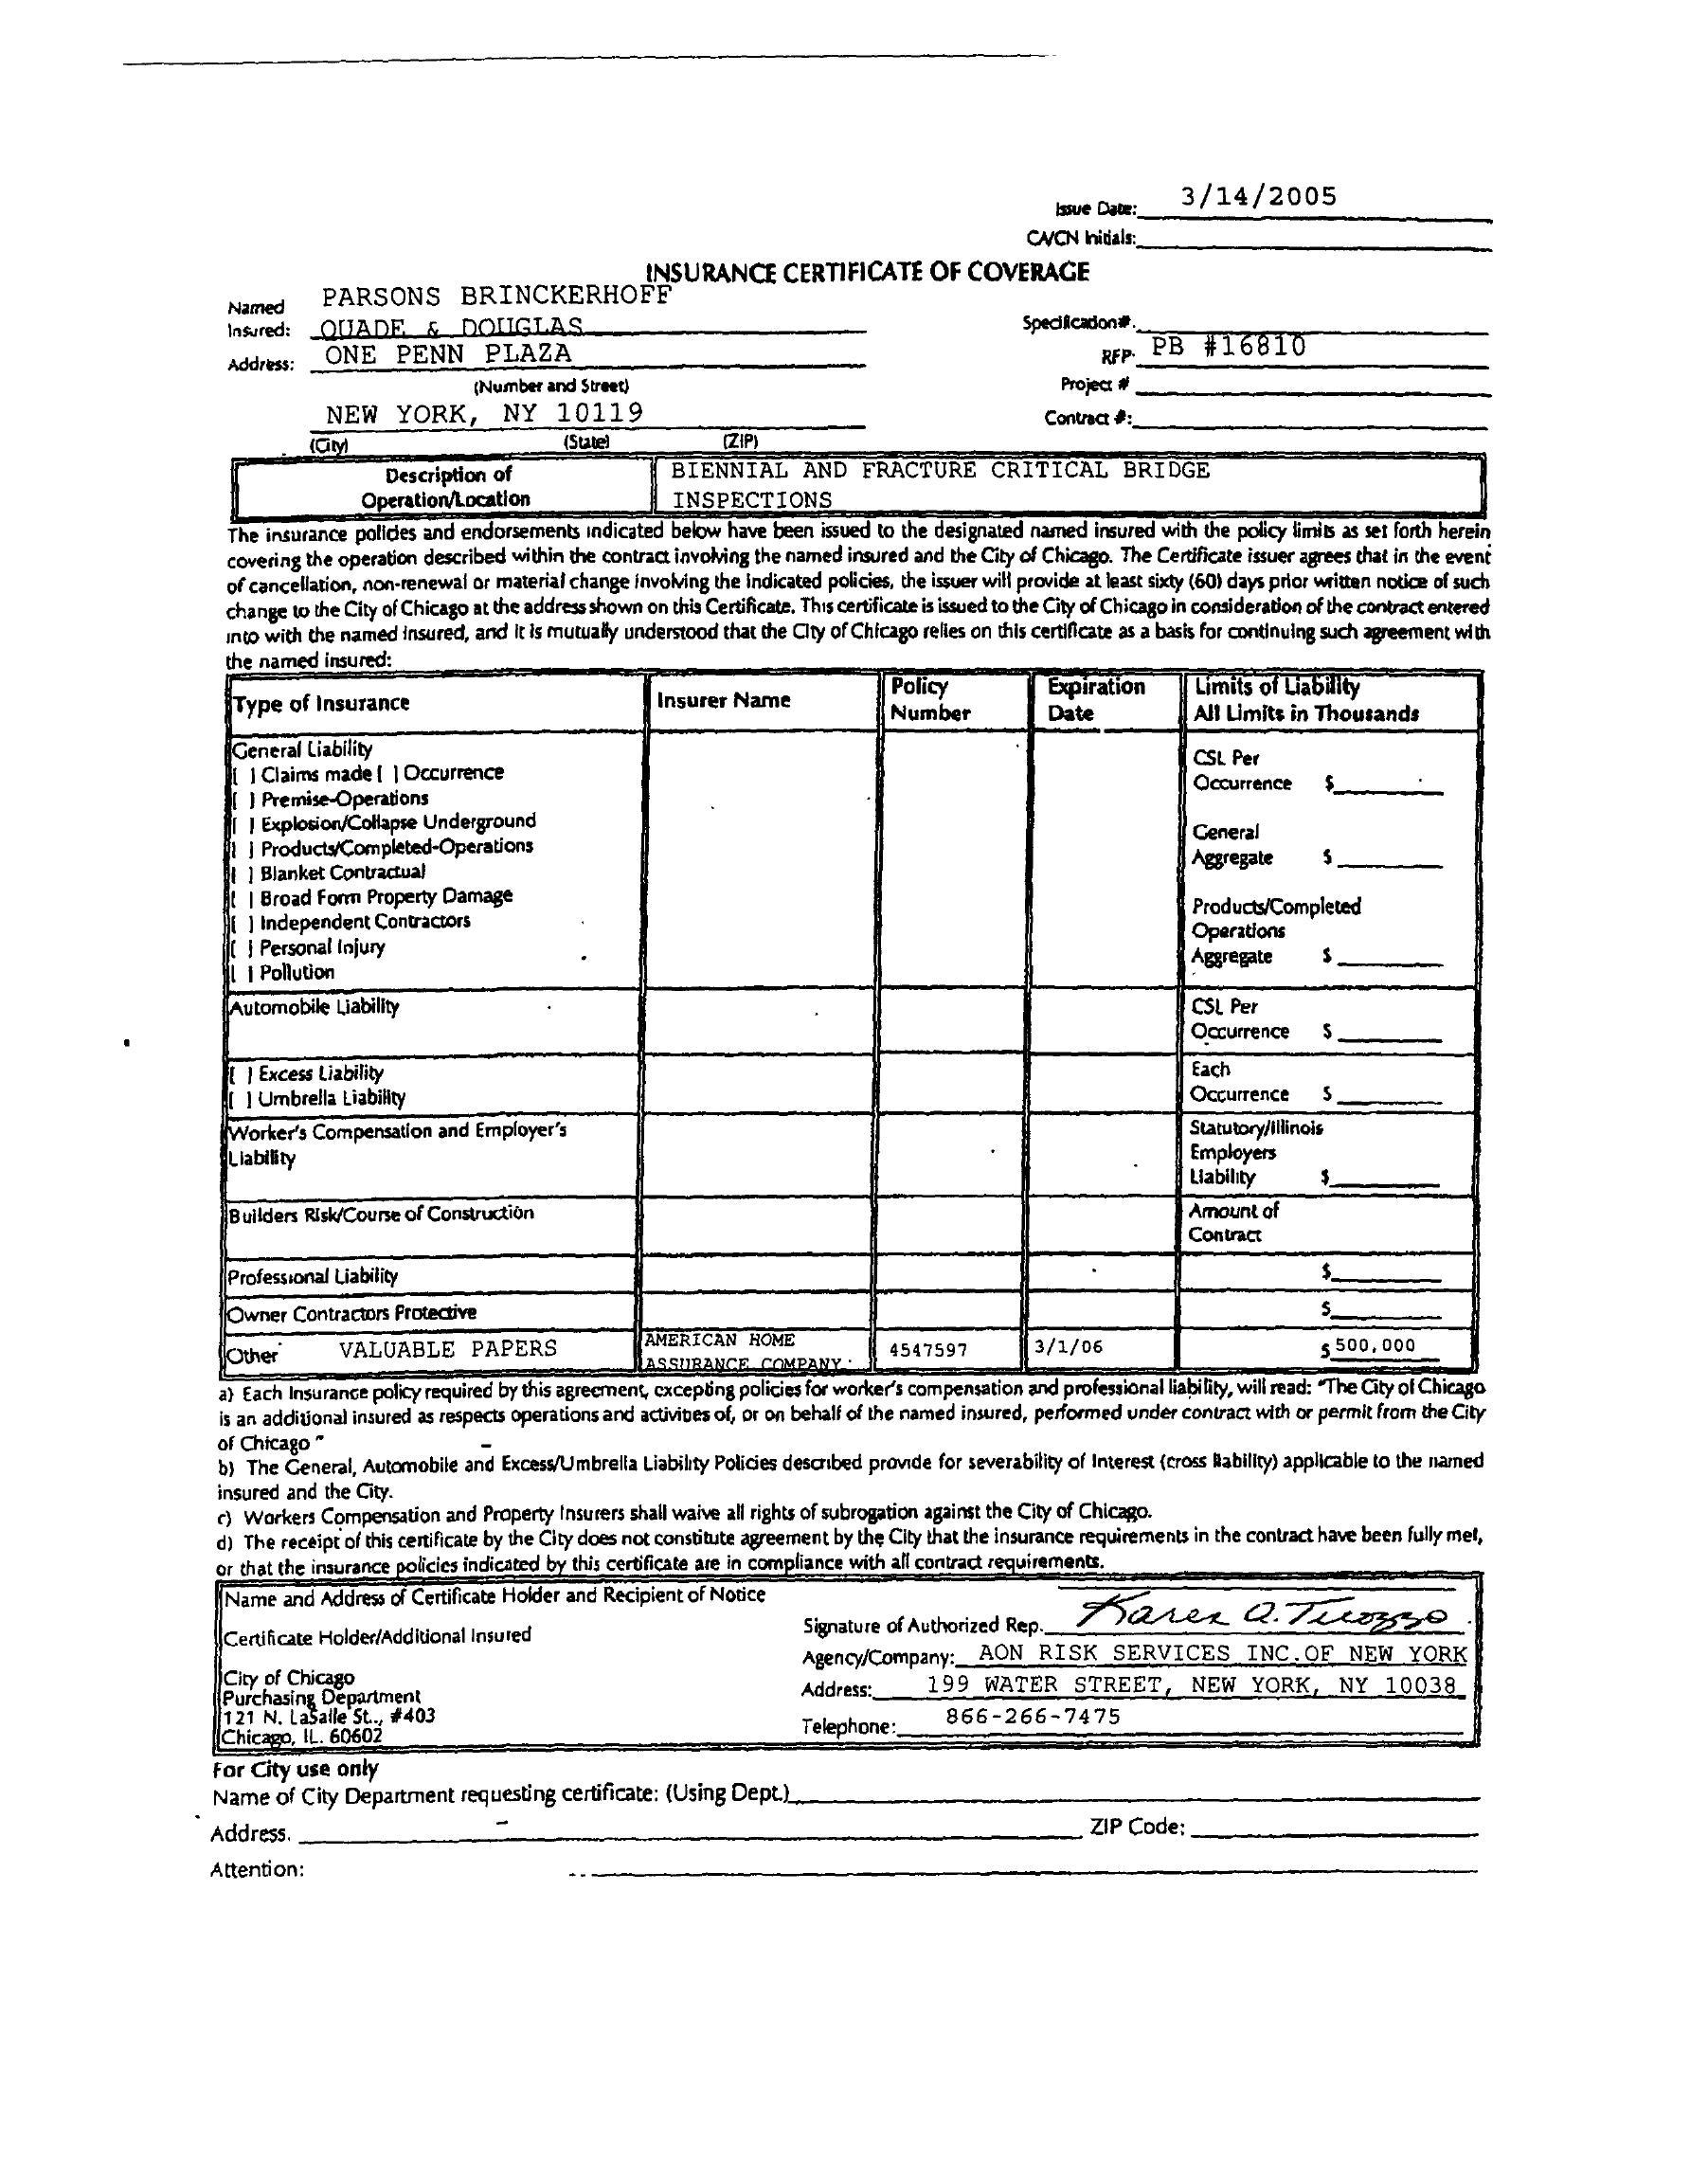 Issue Date: 3/14/2005
CA/CN Initials:
INSURANCE CERTIFICATE OF COVERAGE
Named PARSONS BRINCKERHOFF
Insured: QUADE & DOUGLAS
Specification#.
Address: ONE PENN PLAZA
RFP. PB #16810
(Number and Street)
Project #
NEW YORK, NY 10119
Contract #:
(City) (State) (ZIP)
Description of BIENNIAL AND FRACTURE CRITICAL BRIDGE
Operation/Location INSPECTIONS
The insurance policies and endorsements indicated below have been issued to the designated named insured with the policy limits as set forth herein
covering the operation described within the contract involving the named insured and the City of Chicago. The Certificate issuer agrees that in the event
of cancellation, non-renewal or material change involving the indicated policies, the issuer will provide at least sixty (60) days prior written notice of such
change to the City of Chicago at the address shown on this Certificate. This certificate is issued to the City of Chicago in consideration of the contract entered
into with the named insured, and it is mutually understood that the City of Chicago relies on this certificate as a basis for continuing such agreement with
the named insured:
Type of Insurance
Insurer Name
Policy
Number
Expiration
Date
Limits of Liability
All Limits in Thousands
General Liability
[ ] Claims made [ ] Occurrence
[ ] Premise-Operations
[ ] Explosion/Collapse Underground
[ ] Products/Completed-Operations
[ ] Blanket Contractual
[ ] Broad Form Property Damage
[ ] Independent Contractors
[ ] Personal Injury
[ ] Pollution
CSL Per
Occurrence $
General
Aggregate $
Products/Completed
Operations
Aggregate $
Automobile Liability
CSL Per
Occurrence $
[ ] Excess Liability
[ ] Umbrella Liability
Each
Occurrence $
Worker's Compensation and Employer's
Liability
Statutory/Illinois
Employers
Liability $
Builders Risk/Course of Construction
Amount of
Contract
Professional Liability $
Owner Contractors Protective $
Other VALUABLE PAPERS
AMERICAN HOME
ASSURANCE COMPANY
4547597
3/1/06
$ 500,000
a) Each Insurance policy required by this agreement, excepting policies for worker's compensation and professional liability, will read: "The City of Chicago
is an additional insured as respects operations and activities of, or on behalf of the named insured, performed under contract with or permit from the City
of Chicago "
b) The General, Automobile and Excess/Umbrella Liability Policies described provide for severability of Interest (cross liability) applicable to the named
insured and the City.
c) Workers Compensation and Property Insurers shall waive all rights of subrogation against the City of Chicago.
d) The receipt of this certificate by the City does not constitute agreement by the City that the insurance requirements in the contract have been fully met,
or that the insurance policies indicated by this certificate are in compliance with all contract requirements.
Name and Address of Certificate Holder and Recipient of Notice
Certificate Holder/Additional Insured
City of Chicago
Purchasing Department
121 N. LaSalle St.., #403
Chicago, IL. 60602
Signature of Authorized Rep. Karen A. Tuozzo
Agency/Company: AON RISK SERVICES INC.OF NEW YORK
Address: 199 WATER STREET, NEW YORK, NY 10038
Telephone: 866-266-7475
For City use only
Name of City Department requesting certificate: (Using Dept.)
Address. ZIP Code:
Attention: